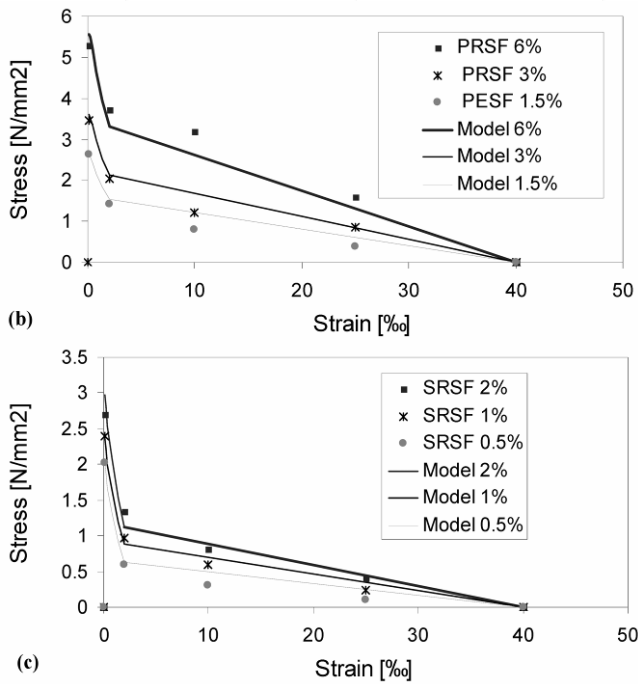 6
5
4
3
2
1
0
Stress [N/mm2]
PRSF 6%
PRSF 3%
PESF 1.5%
Model 6%
Model 3%
Model 1.5%
0 10 20 30 40 50
Strain [‰]
(b)
3.5
3
2.5
2
1.5
1
0.5
0
Stress [N/mm2]
SRSF 2%
SRSF 1%
SRSF 0.5%
Model 2%
Model 1%
Model 0.5%
0 10 20 30 40 50
Strain [‰]
(c)